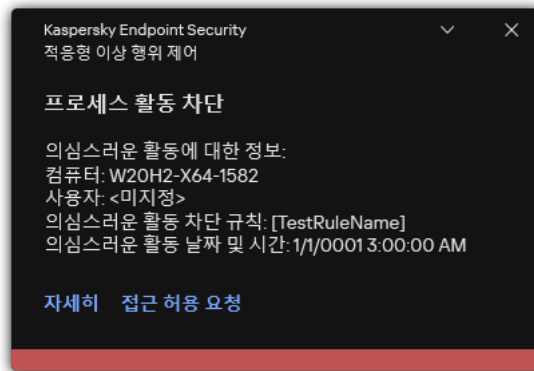 Kaspersky Endpoint Security
적응형 이상 행위 제어
프로세스 활동 차단
의심스러운 활동에 대한 정보:
컴퓨터: W20H2-X64-1582
사용자: <미지정>
의심스러운 활동 차단 규칙: [TestRuleName]
의심스러운 활동 날짜 및 시간: 1/1/0001 3:00:00 AM
자세히 접근 허용 요청